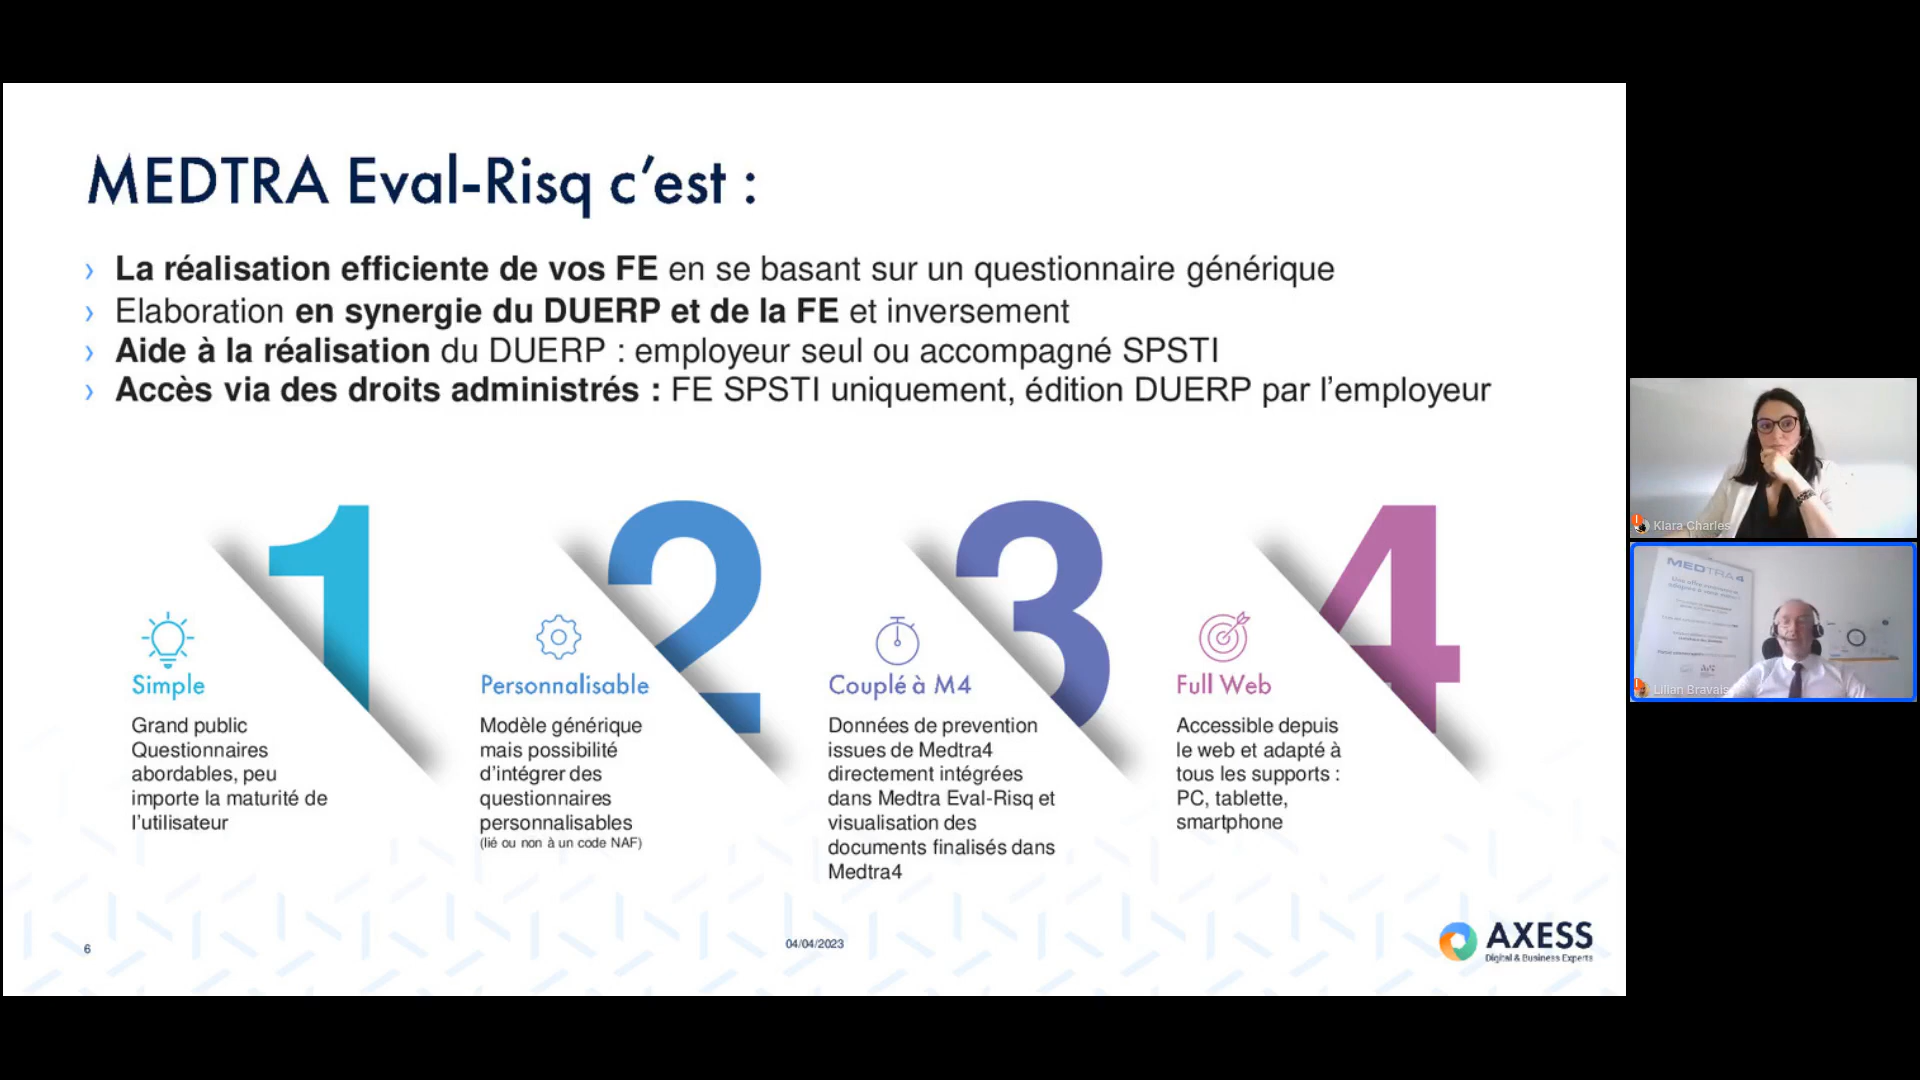 MEDTRA Eval-Risq c’est :
› La réalisation efficiente de vos FE en se basant sur un questionnaire générique
› Elaboration en synergie du DUERP et de la FE et inversement
› Aide à la réalisation du DUERP : employeur seul ou accompagné SPSTI
› Accès via des droits administrés : FE SPSTI uniquement, édition DUERP par l’employeur
1
2
3
4
Simple
Grand public
Questionnaires
abordables, peu
importe la maturité de
l’utilisateur
Personnalisable
Modèle générique
mais possibilité
d’intégrer des
questionnaires
personnalisables
(lié ou non à un code NAF)
Couplé à M4
Données de prevention
issues de Medtra4
directement intégrées
dans Medtra Eval-Risq et
visualisation des
documents finalisés dans
Medtra4
Full Web
Accessible depuis
le web et adapté à
tous les supports :
PC, tablette,
smartphone
6
04/04/2023
AXESS
Digital & Business Experts
Klara Charles
MEDTRA4
Lilian Bravais